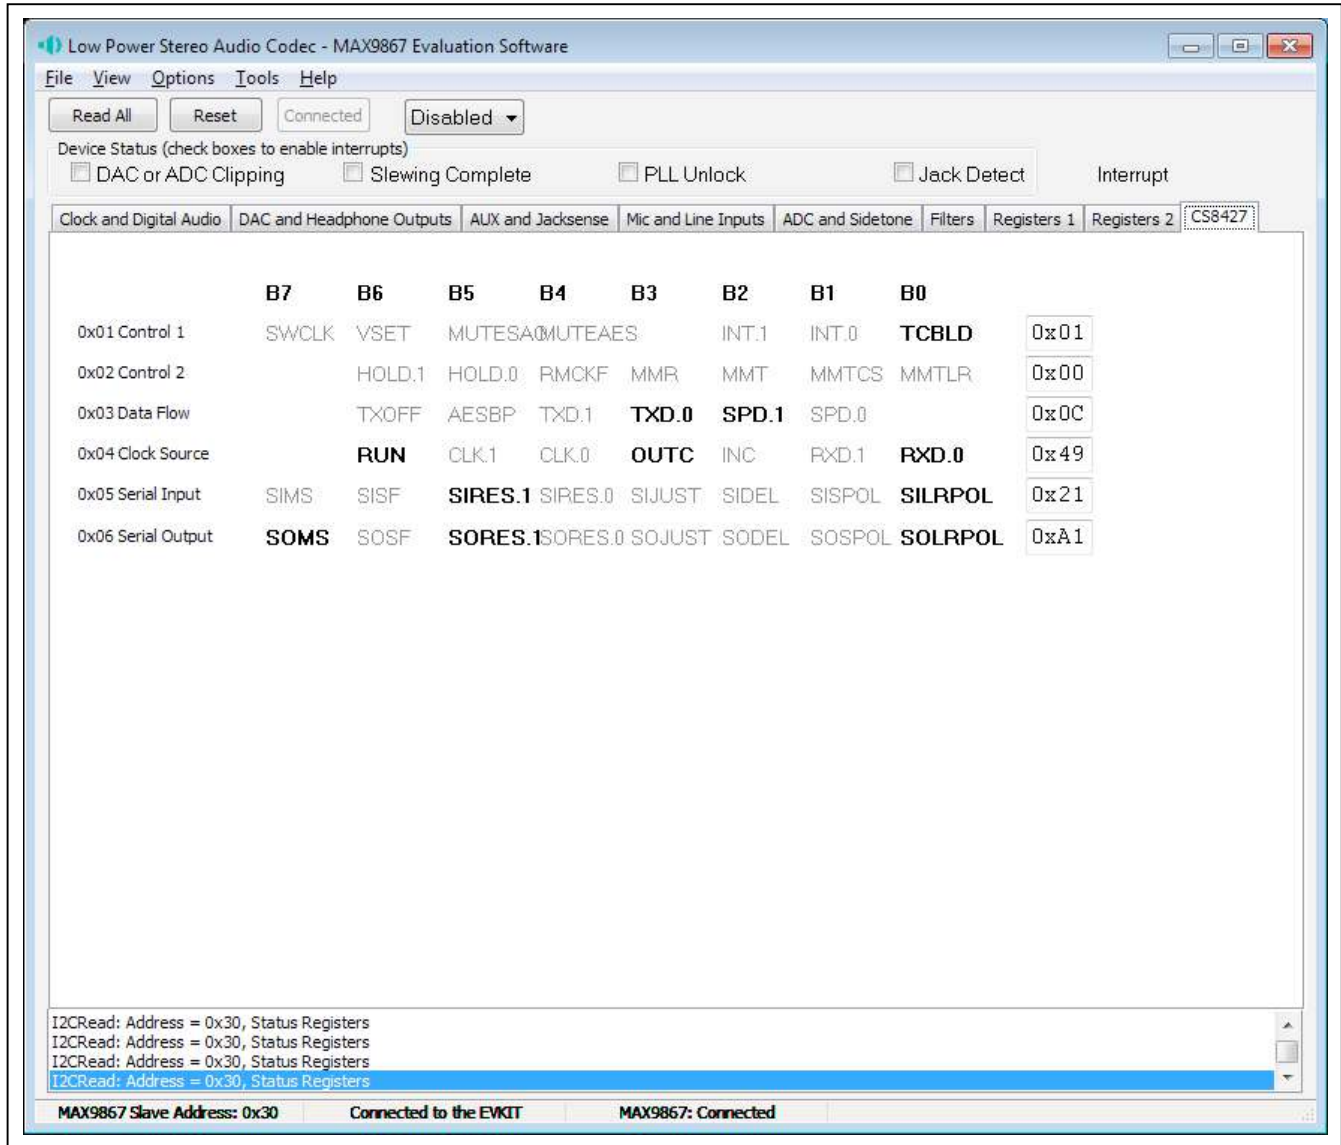 Low Power Stereo Audio Codec - MAX9867 Evaluation Software
File View Options Tools Help
Read All Reset Connected Disabled
Device Status (check boxes to enable interrupts)
DAC or ADC Clipping Slewing Complete PLL Unlock Jack Detect Interrupt
Clock and Digital Audio DAC and Headphone Outputs AUX and Jacksense Mic and Line Inputs ADC and Sidetone Filters Registers 1 Registers 2 CS8427
B7 B6 B5 B4 B3 B2 B1 B0
0x01 Control 1 SWCLK VSET MUTESAO MUTEAES INT.1 INT.0 TCBLD 0x01
0x02 Control 2 HOLD.1 HOLD.0 RMCKF MMR MMT MMTCS MMTLR 0x00
0x03 Data Flow TXOFF AESBP TXD.1 TXD.0 SPD.1 SPD.0 0x0C
0x04 Clock Source RUN CLK.1 CLK.0 OUTC INC RXD.1 RXD.0 0x49
0x05 Serial Input SIMS SISF SIRES.1 SIRES.0 SIJUST SIDEL SISPOL SILRPOL 0x21
0x06 Serial Output SOMS SOSF SORES.1 SORES.0 SOJUST SODEL SOSPOL SOLRPOL 0xA1
I2CRead: Address = 0x30, Status Registers
I2CRead: Address = 0x30, Status Registers
I2CRead: Address = 0x30, Status Registers
I2CRead: Address = 0x30, Status Registers
MAX9867 Slave Address: 0x30 Connected to the EVKIT MAX9867: Connected